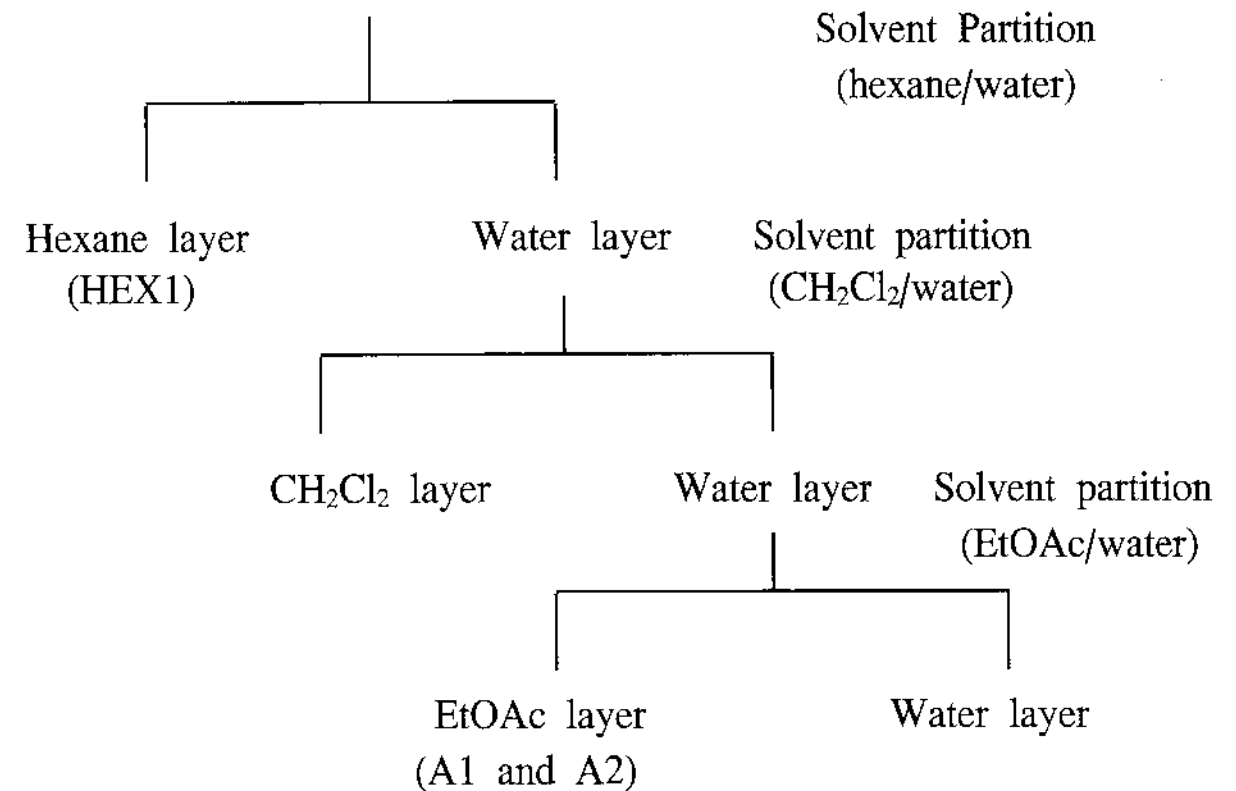 Solvent Partition
(hexane/water)
Hexane layer
(HEX1)
Water layer
Solvent partition
(CH₂Cl₂/water)
CH₂Cl₂ layer
Water layer
Solvent partition
(EtOAc/water)
EtOAc layer
(A1 and A2)
Water layer